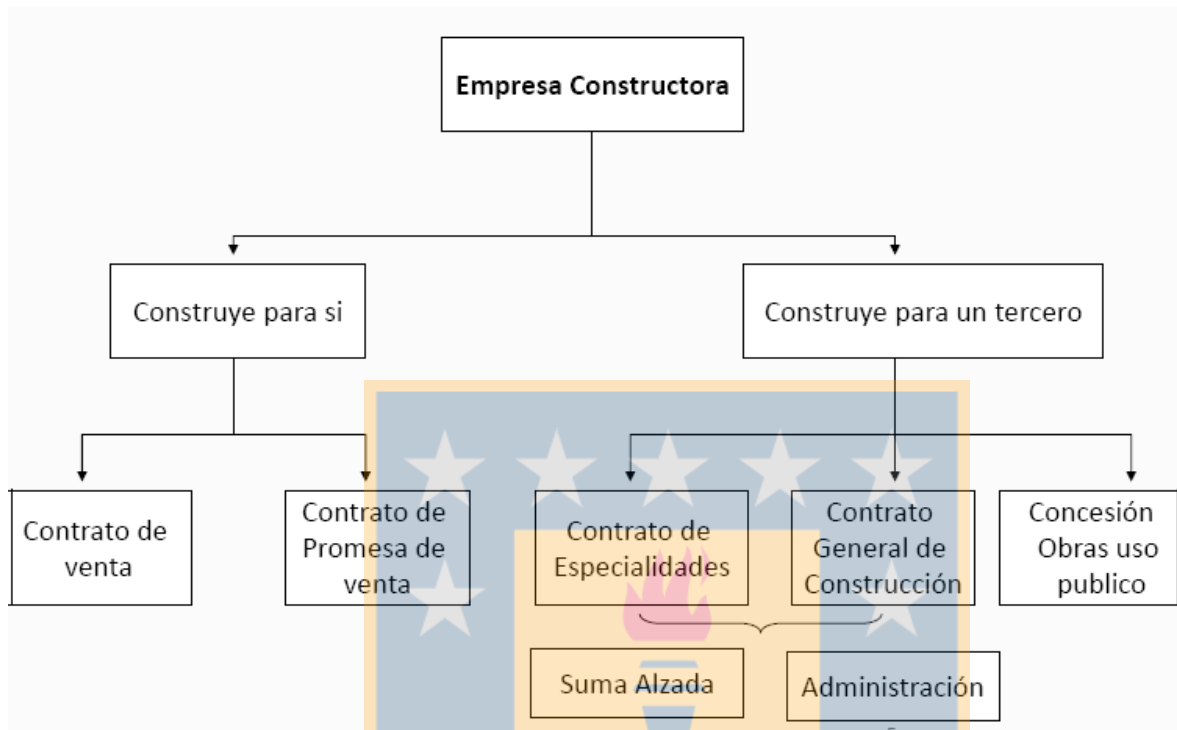 Empresa Constructora
Construye para si
Construye para un tercero
Contrato de
venta
Contrato de
Promesa de
venta
Contrato de
Especialidades
Contrato
General de
Construcción
Concesión
Obras uso
publico
Suma Alzada
Administración